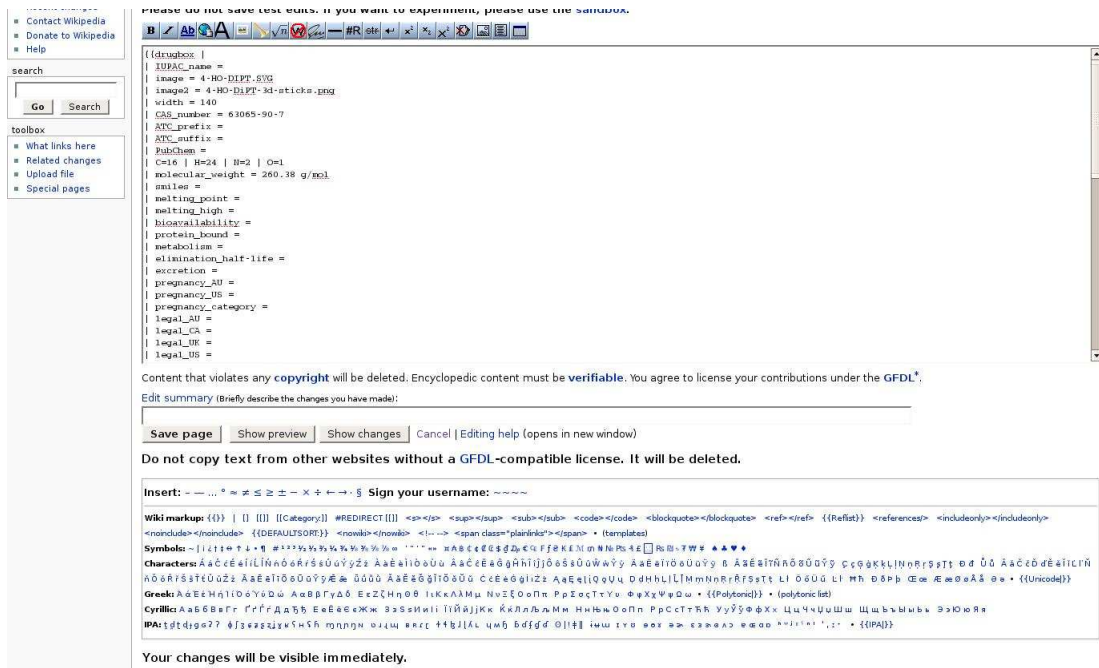 Please do not save test edits. If you want to experiment, please use the sandbox.
Contact Wikipedia
Donate to Wikipedia
Help
search
Go Search
toolbox
What links here
Related changes
Upload file
Special pages
{{drugbox |
| IUPAC_name =
| image = 4-HO-DIPT.SVG
| image2 = 4-HO-DiPT-3d-sticks.png
| width = 140
| CAS_number = 63065-90-7
| ATC_prefix =
| ATC_suffix =
| PubChem =
| C=16 | H=24 | N=2 | O=1
| molecular_weight = 260.38 g/mol
| smiles =
| melting_point =
| melting_high =
| bioavailability =
| protein_bound =
| metabolism =
| elimination_half-life =
| excretion =
| pregnancy_AU =
| pregnancy_US =
| pregnancy_category =
| legal_AU =
| legal_CA =
| legal_UK =
| legal_US =
Content that violates any copyright will be deleted. Encyclopedic content must be verifiable. You agree to license your contributions under the GFDL*.
Edit summary (Briefly describe the changes you have made):
Save page Show preview Show changes Cancel | Editing help (opens in new window)
Do not copy text from other websites without a GFDL-compatible license. It will be deleted.
Insert: – — … ° ≈ ≠ ≤ ≥ ± − × ÷ ← → · § Sign your username: ~~~~
Wiki markup: {{}} | [] [[]] [[Category:]] #REDIRECT [[]] <s></s> <sup></sup> <sub></sub> <code></code> <blockquote></blockquote> <ref></ref> {{Reflist}} <references/> <includeonly></includeonly>
<noinclude></noinclude> {{DEFAULTSORT:}} <nowiki></nowiki> <!-- --> <span class="plainlinks"></span> • (templates)
Symbols:
Characters:
• {{Unicode|}}
Greek: • {{Polytonic|}} • (polytonic list)
Cyrillic:
IPA: • {{IPA|}}
Your changes will be visible immediately.